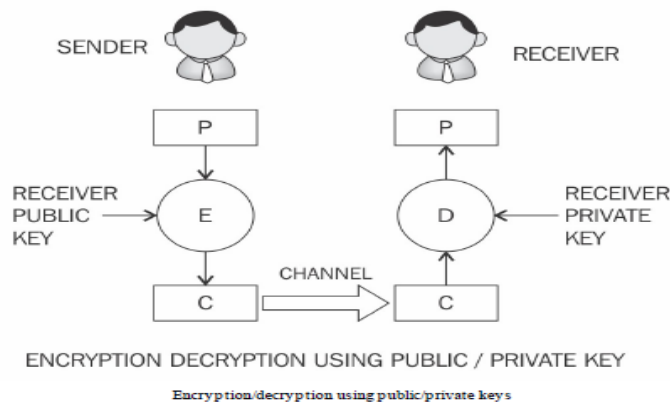 SENDER
RECEIVER
P
P
RECEIVER
PUBLIC
KEY
E
D
RECEIVER
PRIVATE
KEY
CHANNEL
C
C
ENCRYPTION DECRYPTION USING PUBLIC / PRIVATE KEY
Encryption/decryption using public/private keys